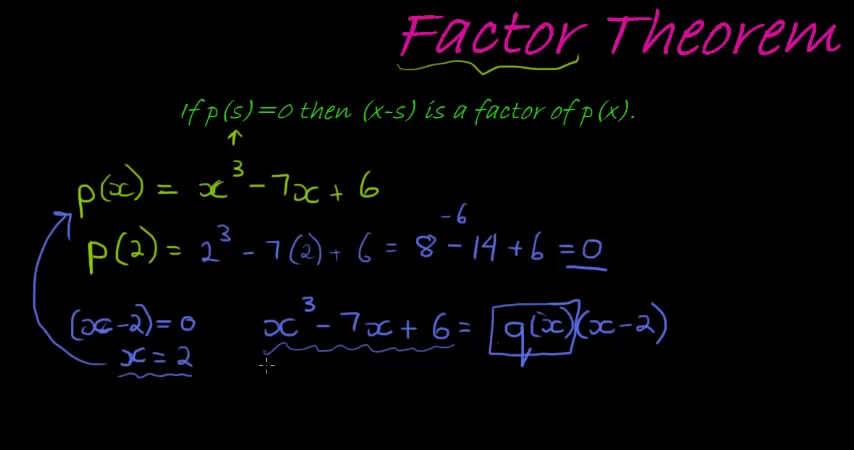 Factor Theorem
If p(s)=0 then (x-s) is a factor of p(x).
p(x) = x³ - 7x + 6
-6
p(2) = 2³ - 7(2) + 6 = 8 - 14 + 6 = 0
(x-2)=0
x³ - 7x + 6 = q(x)(x-2)
x = 2